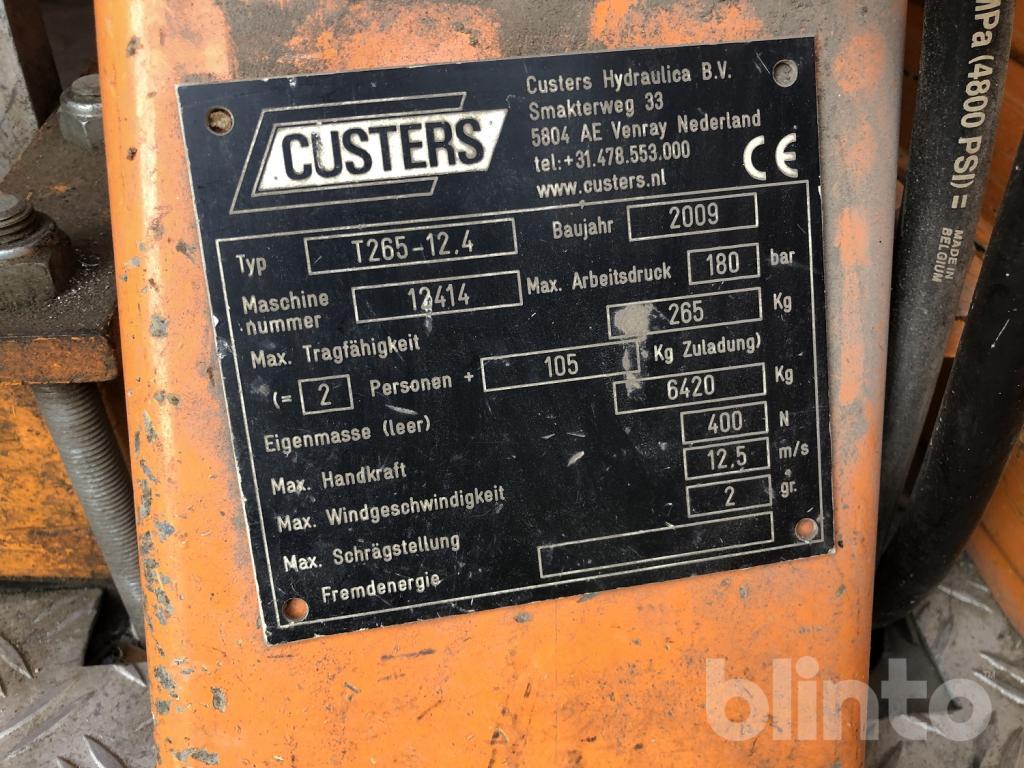 CUSTERS
Custers Hydraulica B.V.
Smakterweg 33
5804 AE Venray Nederland
tel:+31.478.553.000
www.custers.nl
CE
Typ T265-12.4 Baujahr 2009
Maschine nummer 12414 Max. Arbeitsdruck 180 bar
Max. Tragfähigkeit 265 Kg
(= 2 Personen + 105 Kg Zuladung)
Eigenmasse (leer) 6420 Kg
Max. Handkraft 400 N
Max. Windgeschwindigkeit 12,5 m/s
Max. Schrägstellung 2 gr.
Fremdenergie
MPa (4800 PSI) =
MADE IN
BELGIUM
blinto